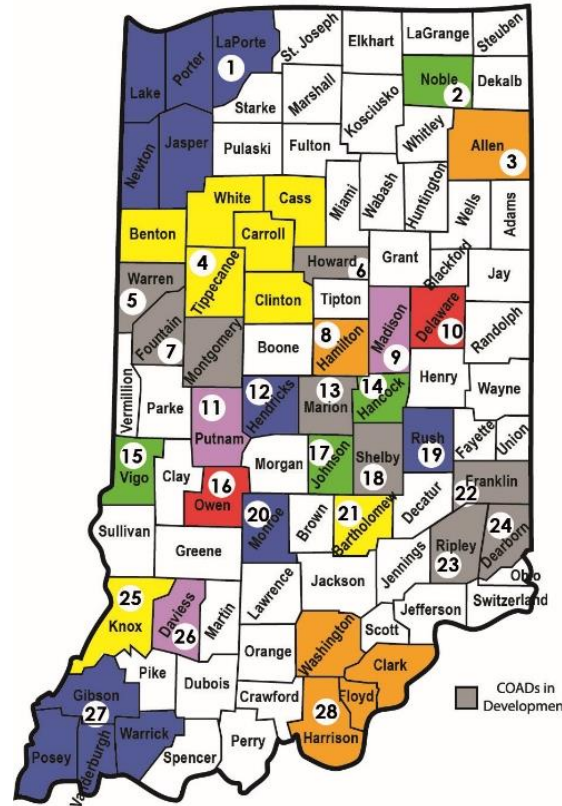 LaPorte
St. Joseph
Elkhart
LaGrange
Steuben
Lake
Porter
1
Noble
2
Dekalb
Starke
Marshall
Kosciusko
Whitley
Allen
3
Newton
Jasper
Pulaski
Fulton
Miami
Wabash
Huntington
Wells
Adams
White
Cass
Benton
Carroll
4
Tippecanoe
Howard
6
Grant
Blackford
Jay
Warren
5
Clinton
Tipton
Fountain
7
Montgomery
Boone
8
Hamilton
Madison
9
Delaware
10
Randolph
Vermillion
Parke
11
Putnam
12
Hendricks
13
Marion
14
Hancock
Henry
Wayne
15
Vigo
Clay
16
Owen
Morgan
17
Johnson
Shelby
18
Rush
19
Fayette
Union
22
Franklin
Sullivan
Greene
20
Monroe
Brown
21
Bartholomew
Decatur
Ripley
23
24
Dearborn
Ohio
Jennings
Switzerland
Jefferson
Jackson
Lawrence
25
Knox
Daviess
26
Martin
Orange
Washington
Scott
Clark
Pike
Dubois
Crawford
Floyd
28
Harrison
Gibson
27
Posey
Vanderburgh
Warrick
Spencer
Perry
COADs in
Developmen